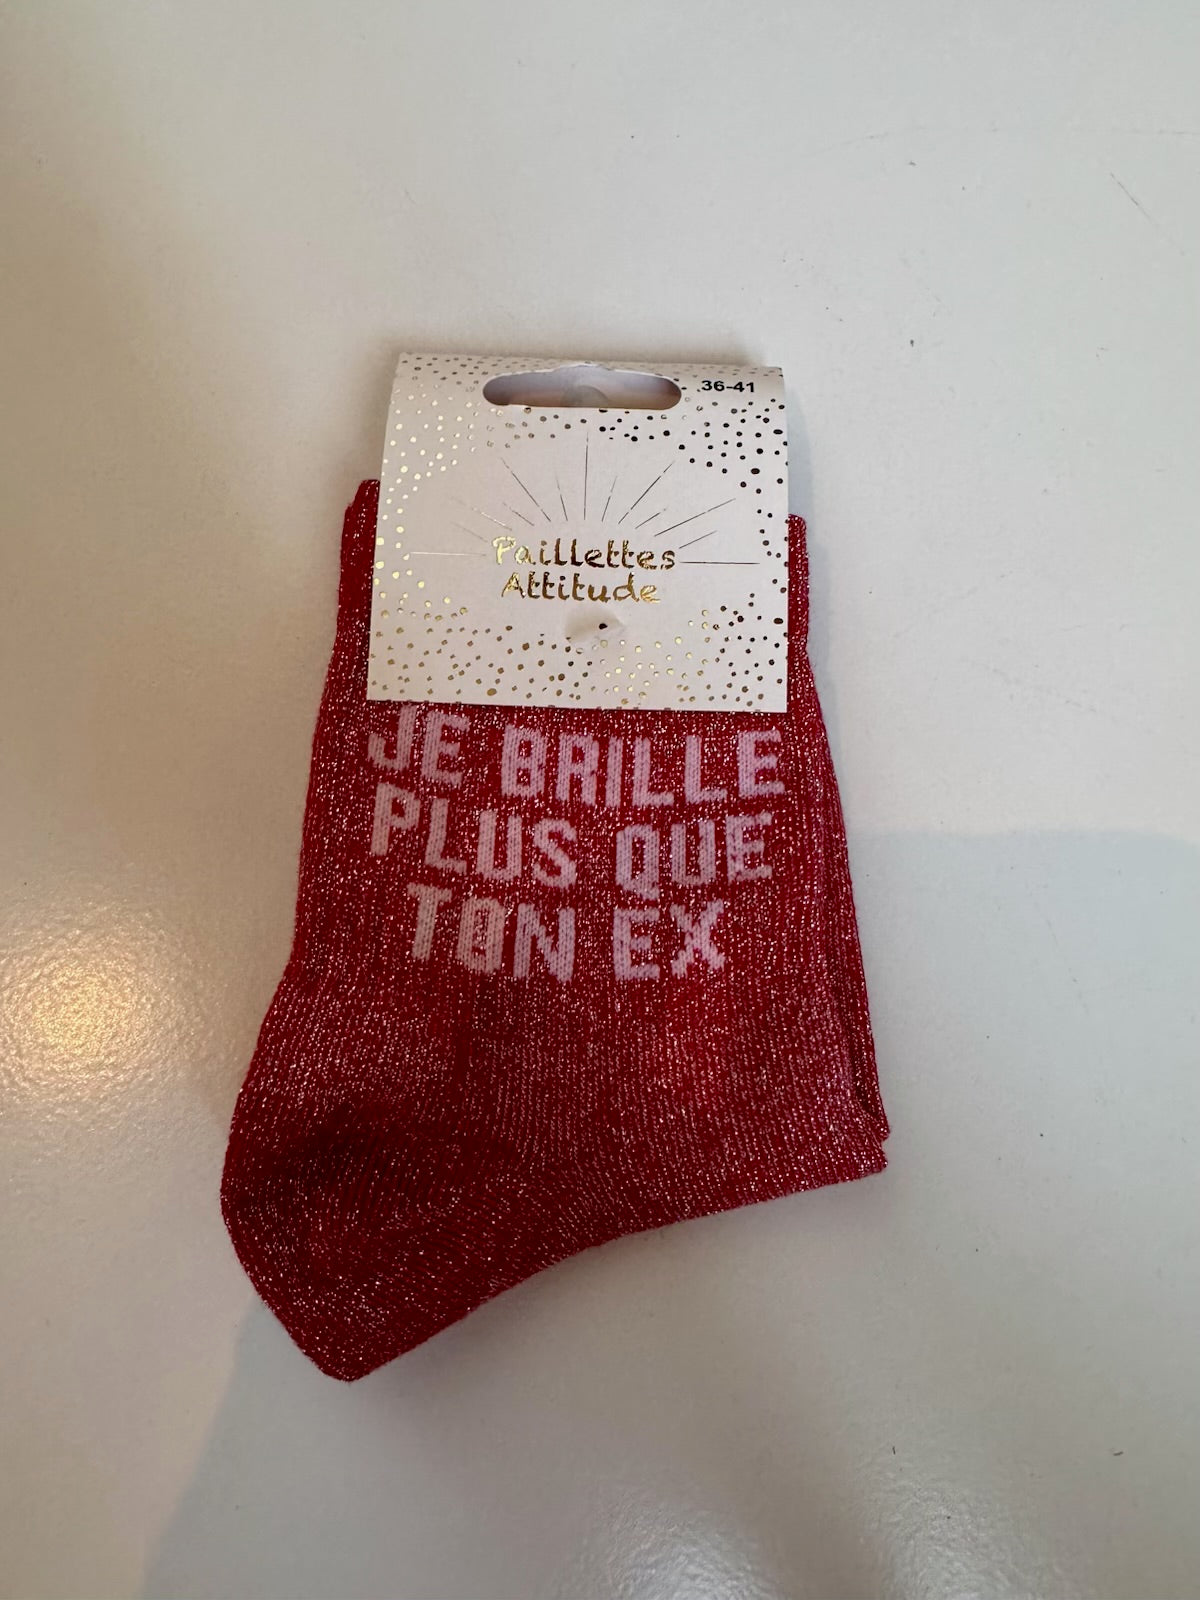 36-41
Paillettes
Attitude
JE BRILLE
PLUS QUE
TON EX